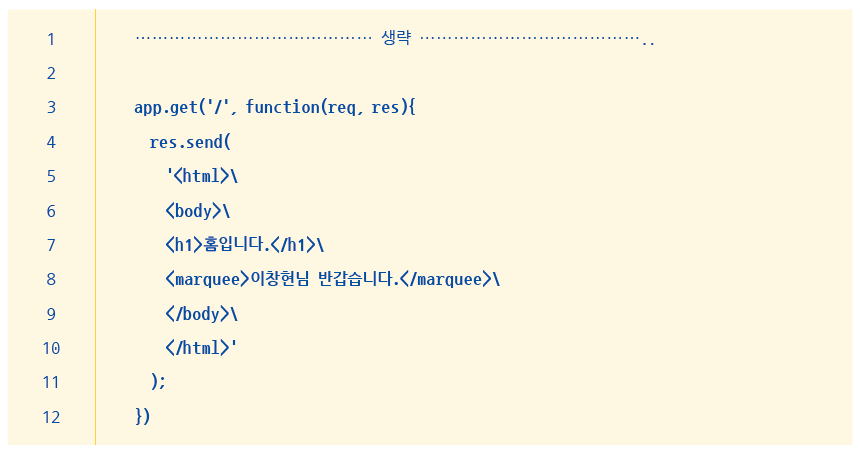 1 …………………………………… 생략 …………………………………..
2
3 app.get('/', function(req, res){
4 res.send(
5 '<html>\
6 <body>\
7 <h1>홈입니다.</h1>\
8 <marquee>이창현님 반갑습니다.</marquee>\
9 </body>\
10 </html>'
11 );
12 })